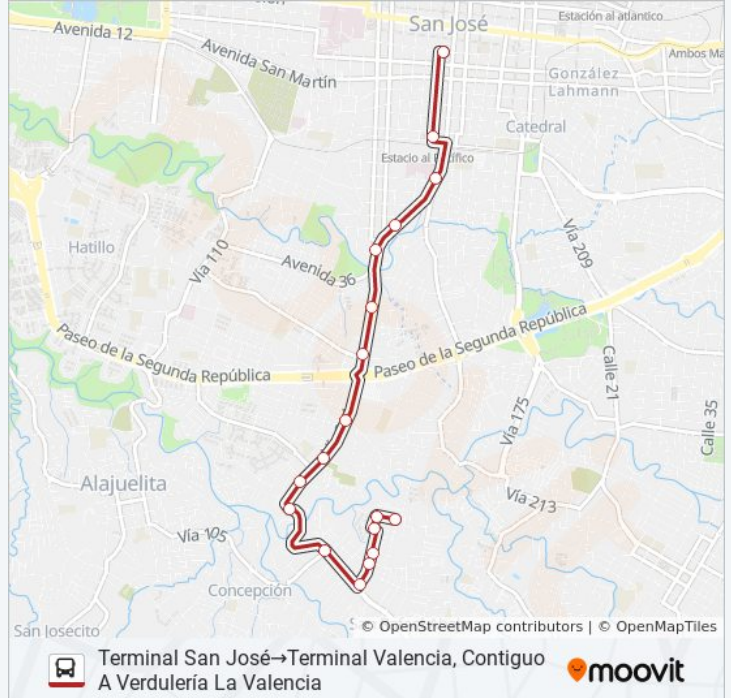 San José
Estación al atlantico
Avenida 12
Avenida San Martín
Ambos Ma
González
Lahmann
Catedral
Estacio al P cífico
Vía 209
Hatillo
Vía 110
Avenida 36
Paseo de la Segunda República
Paseo de la Segunda República
Calle 21
Calle 35
Vía 175
Alajuelita
Vía 213
Vía 105
Concepción
San Josecito
© OpenStreetMap contributors | © OpenMapTiles
Terminal San José→Terminal Valencia, Contiguo
A Verdulería La Valencia
moovit